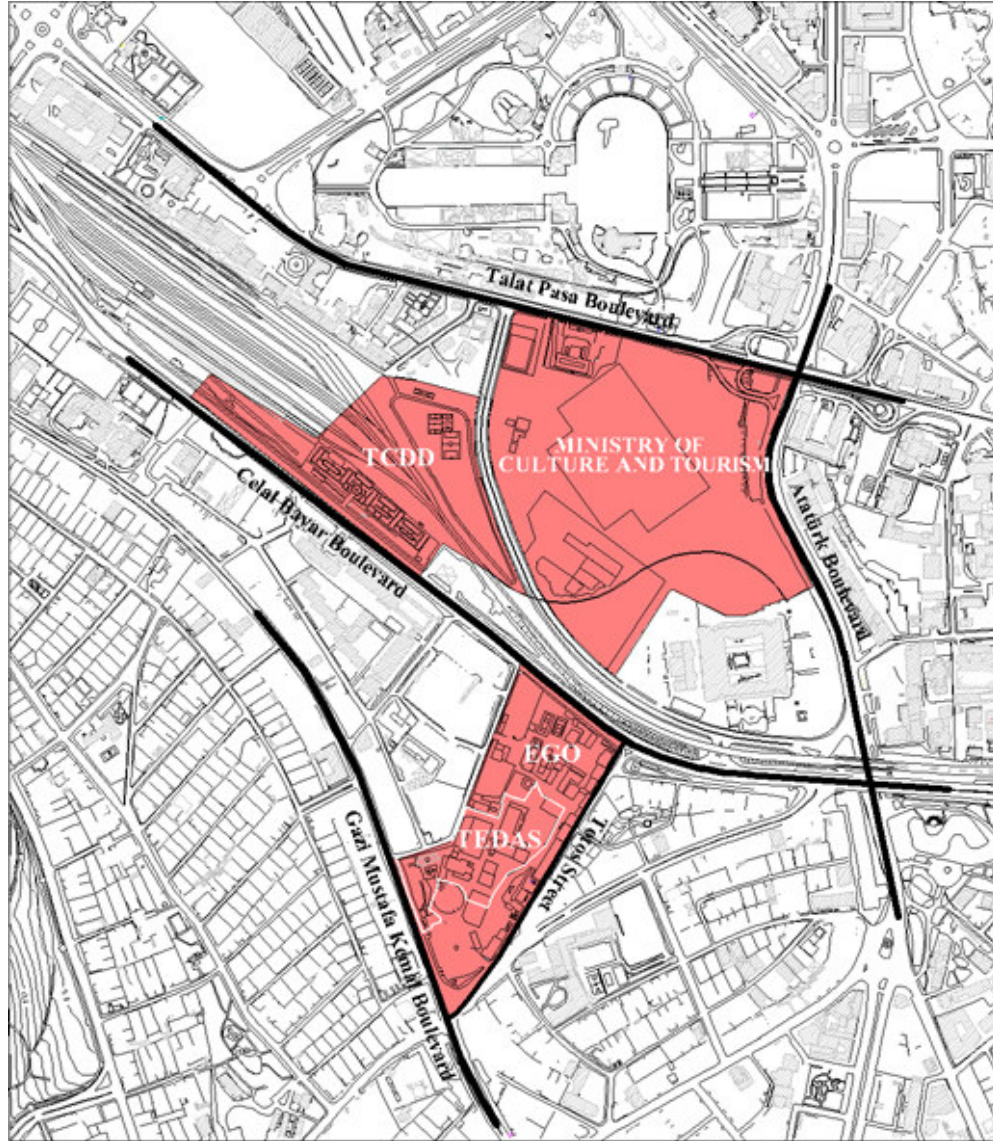 Talat Pasa Boulevard
MINISTRY OF
CULTURE AND TOURISM
TCDD
Celal Bayar Boulevard
Atatürk Boulevard
EGO
TEDAS
Toros Street
Gazi Mustafa Kemal Boulevard